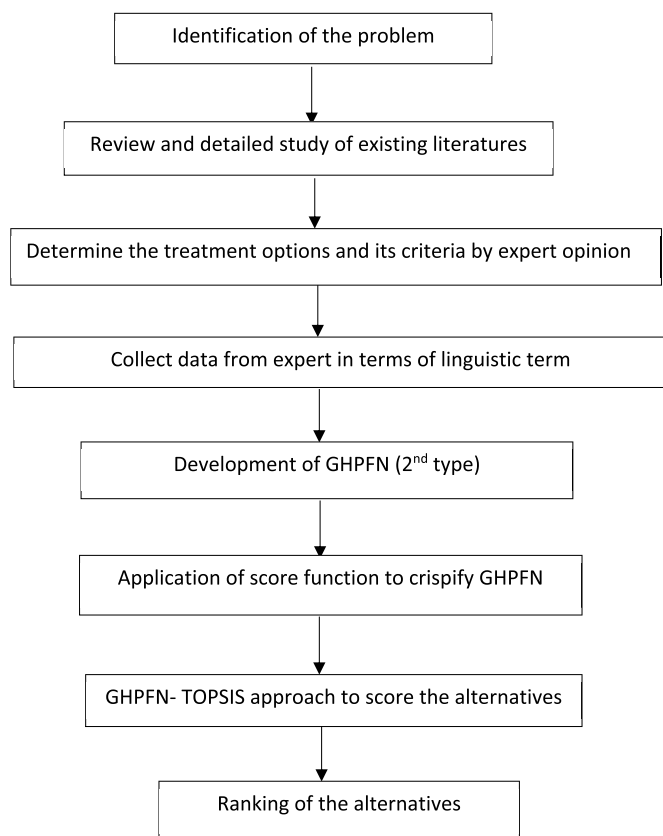 Identification of the problem
Review and detailed study of existing literatures
Determine the treatment options and its criteria by expert opinion
Collect data from expert in terms of linguistic term
Development of GHPFN (2nd type)
Application of score function to crispify GHPFN
GHPFN- TOPSIS approach to score the alternatives
Ranking of the alternatives